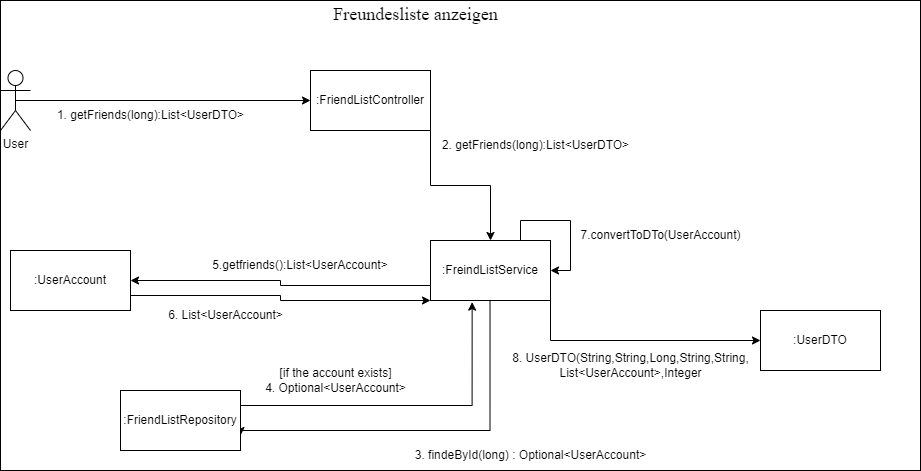 Freundesliste anzeigen
:FriendListController
1. getFriends(long):List<UserDTO>
User
2. getFriends(long):List<UserDTO>
7.convertToDTo(UserAccount)
5.getfriends():List<UserAccount>
:FreindListService
:UserAccount
6. List<UserAccount>
:UserDTO
8. UserDTO(String,String,Long,String,String,
List<UserAccount>,Integer
[if the account exists]
4. Optional<UserAccount>
:FriendListRepository
3. findeById(long) : Optional<UserAccount>